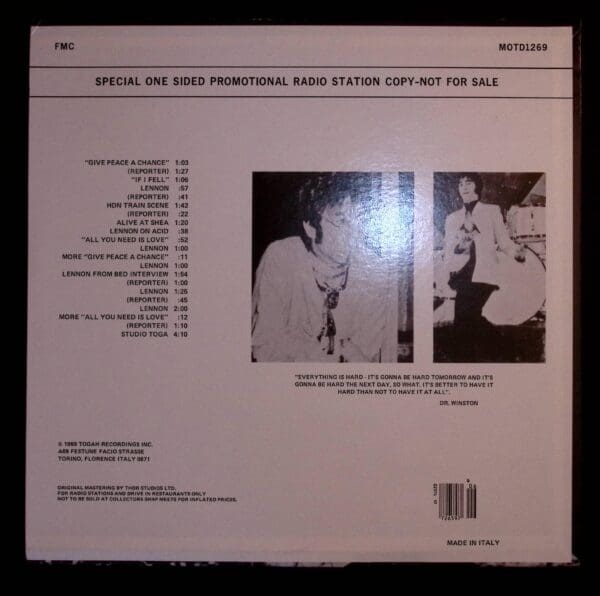 FMC MOTD1269
SPECIAL ONE SIDED PROMOTIONAL RADIO STATION COPY-NOT FOR SALE
"GIVE PEACE A CHANCE" 1:03
(REPORTER) 1:27
"IF I FELL" 1:06
LENNON :57
(REPORTER) :41
HDN TRAIN SCENE 1:42
(REPORTER) :22
ALIVE AT SHEA 1:20
LENNON ON ACID :38
"ALL YOU NEED IS LOVE" :52
LENNON 1:00
MORE "GIVE PEACE A CHANCE" :11
LENNON 1:00
LENNON FROM BED INTERVIEW 1:54
(REPORTER) 1:00
LENNON 1:25
(REPORTER) :45
LENNON 2:00
MORE "ALL YOU NEED IS LOVE" :12
(REPORTER) 1:10
STUDIO TOGA 4:10
"EVERYTHING IS HARD - IT'S GONNA BE HARD TOMORROW AND IT'S
GONNA BE HARD THE NEXT DAY, SO WHAT. IT'S BETTER TO HAVE IT
HARD THAN NOT TO HAVE IT AT ALL".
DR. WINSTON
© 1969 TOGAH RECORDINGS INC.
FESTUNE FACIO STRASSE
TORINO, FLORENCE ITALY 0871
ORIGINAL MASTERING BY THOR STUDIOS LTD.
FOR RADIO STATIONS AND DRIVE IN RESTAURANTS ONLY
NOT TO BE SOLD AT COLLECTORS SWAP MEETS FOR INFLATED PRICES.
MADE IN ITALY